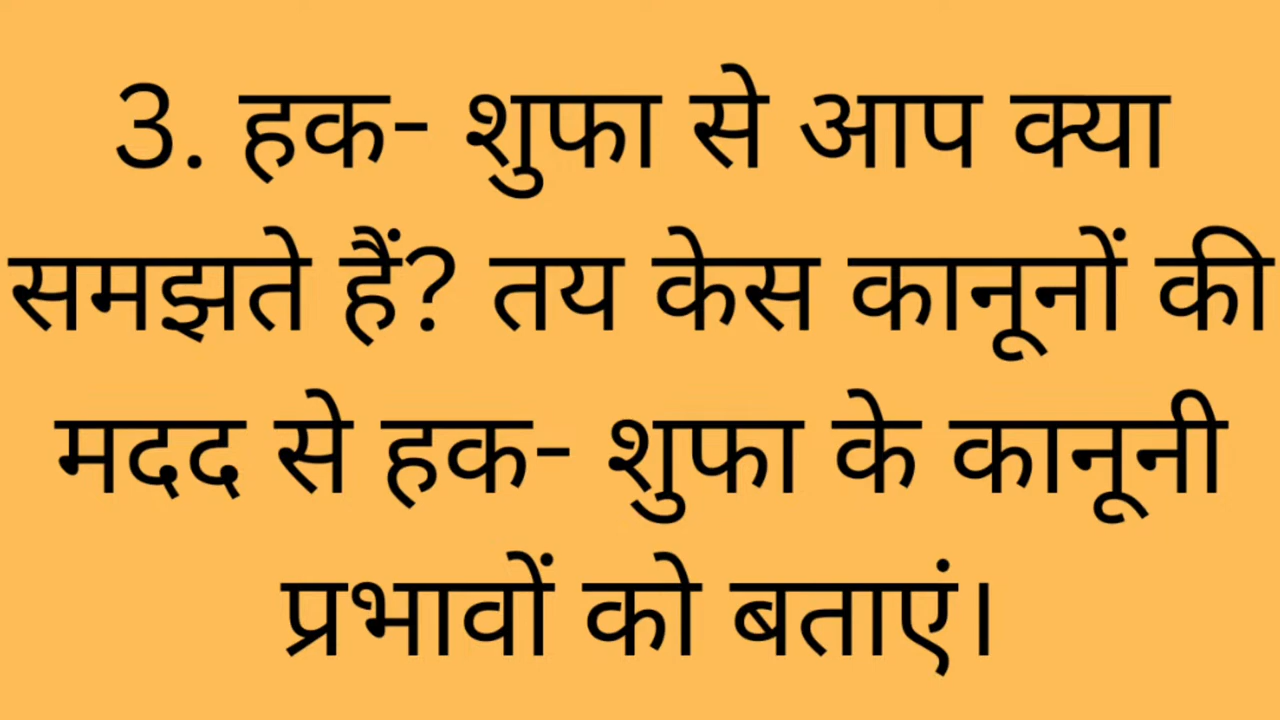 3. हक- शुफा से आप क्या
समझते हैं? तय केस कानूनों की
मदद से हक- शुफा के कानूनी
प्रभावों को बताएं।